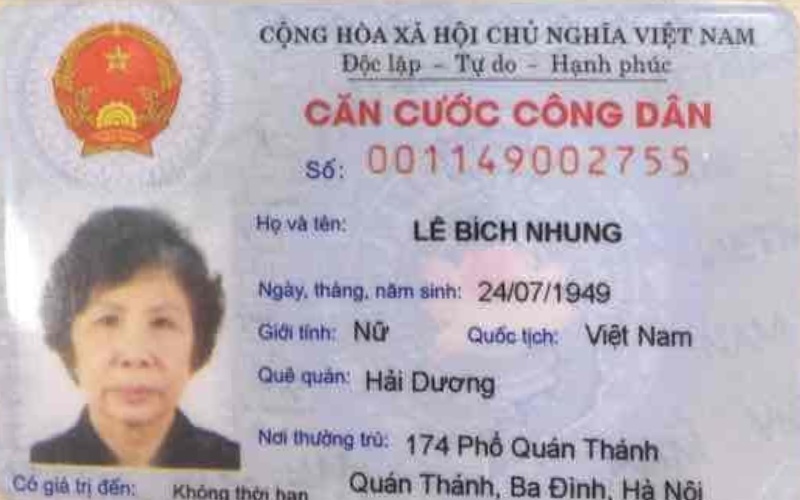 CỘNG HÒA XÃ HỘI CHỦ NGHĨA VIỆT NAM
Độc lập - Tự do - Hạnh phúc
CĂN CƯỚC CÔNG DÂN
Số: 001149002755
Họ và tên: LÊ BÍCH NHUNG
Ngày, tháng, năm sinh: 24/07/1949
Giới tính: Nữ Quốc tịch: Việt Nam
Quê quán: Hải Dương
Nơi thường trú: 174 Phố Quán Thánh
Quán Thánh, Ba Đình, Hà Nội
Có giá trị đến: Không thời hạn